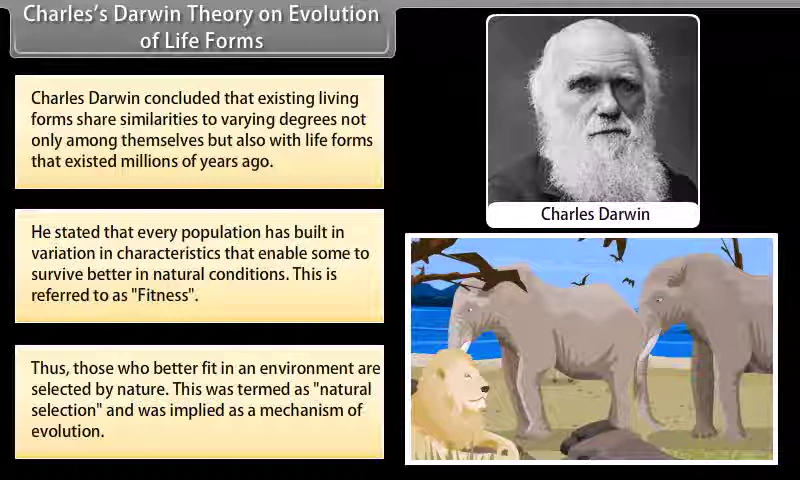 Charles’s Darwin Theory on Evolution
of Life Forms
Charles Darwin concluded that existing living
forms share similarities to varying degrees not
only among themselves but also with life forms
that existed millions of years ago.
He stated that every population has built in
variation in characteristics that enable some to
survive better in natural conditions. This is
referred to as "Fitness".
Thus, those who better fit in an environment are
selected by nature. This was termed as "natural
selection" and was implied as a mechanism of
evolution.
Charles Darwin